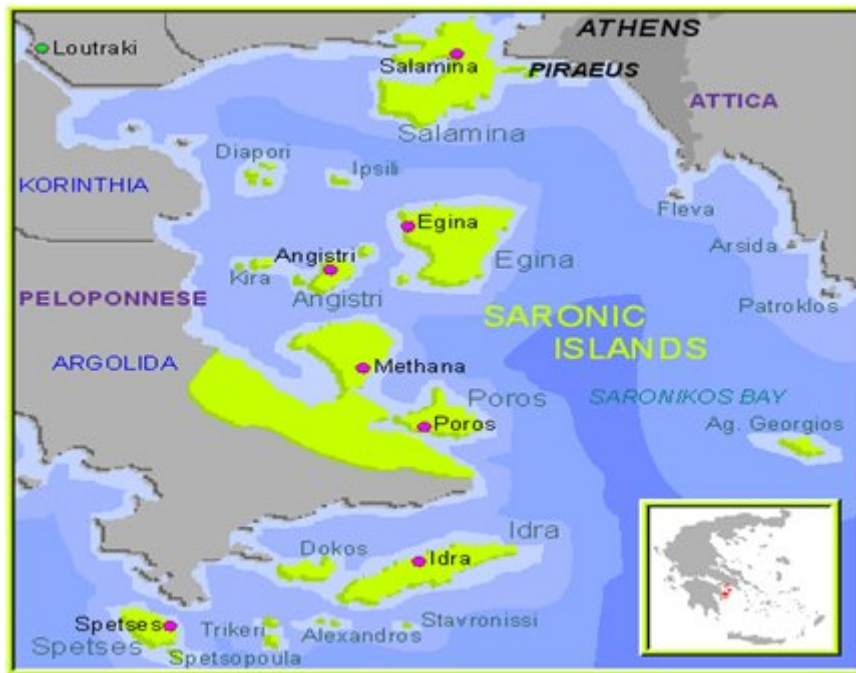 ATHENS
Loutraki
Salamina
PIRAEUS
ATTICA
Salamina
Diapori
Ipsili
KORINTHIA
Fleva
Egina
Arsida
Angistri
Egina
Kira
Angistri
PELOPONNESE
Patroklos
SARONIC
ISLANDS
ARGOLIDA
Methana
Poros
SARONIKOS BAY
Poros
Ag. Georgios
Idra
Dokos
Idra
Spetses
Trikeri
Alexandros
Stavronissi
Spetses
Spetsopoula